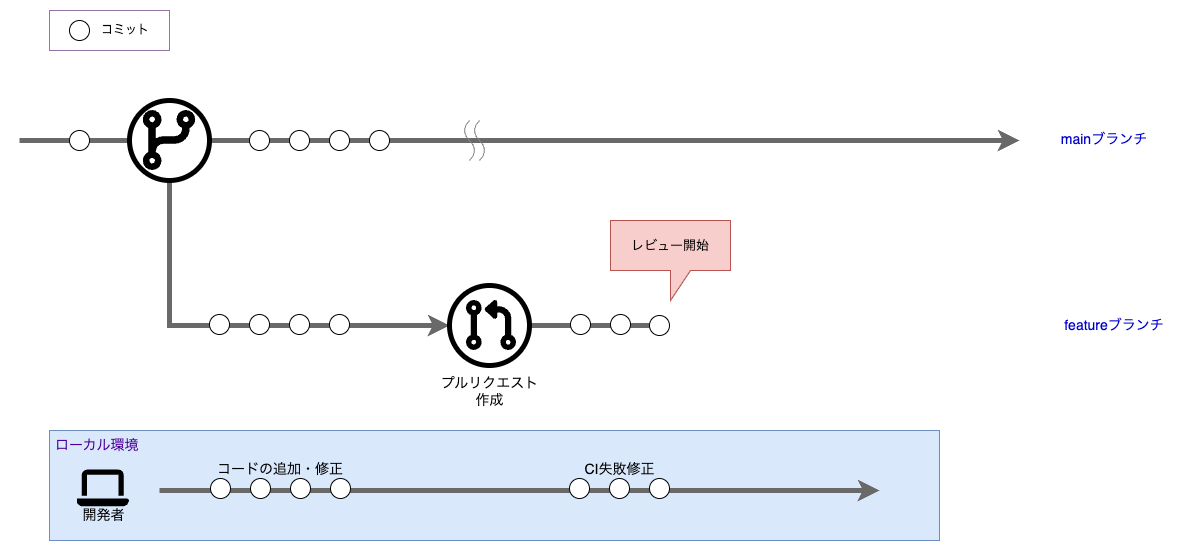 コミット
mainブランチ
レビュー開始
featureブランチ
プルリクエスト
作成
ローカル環境
コードの追加・修正
CI失敗修正
開発者